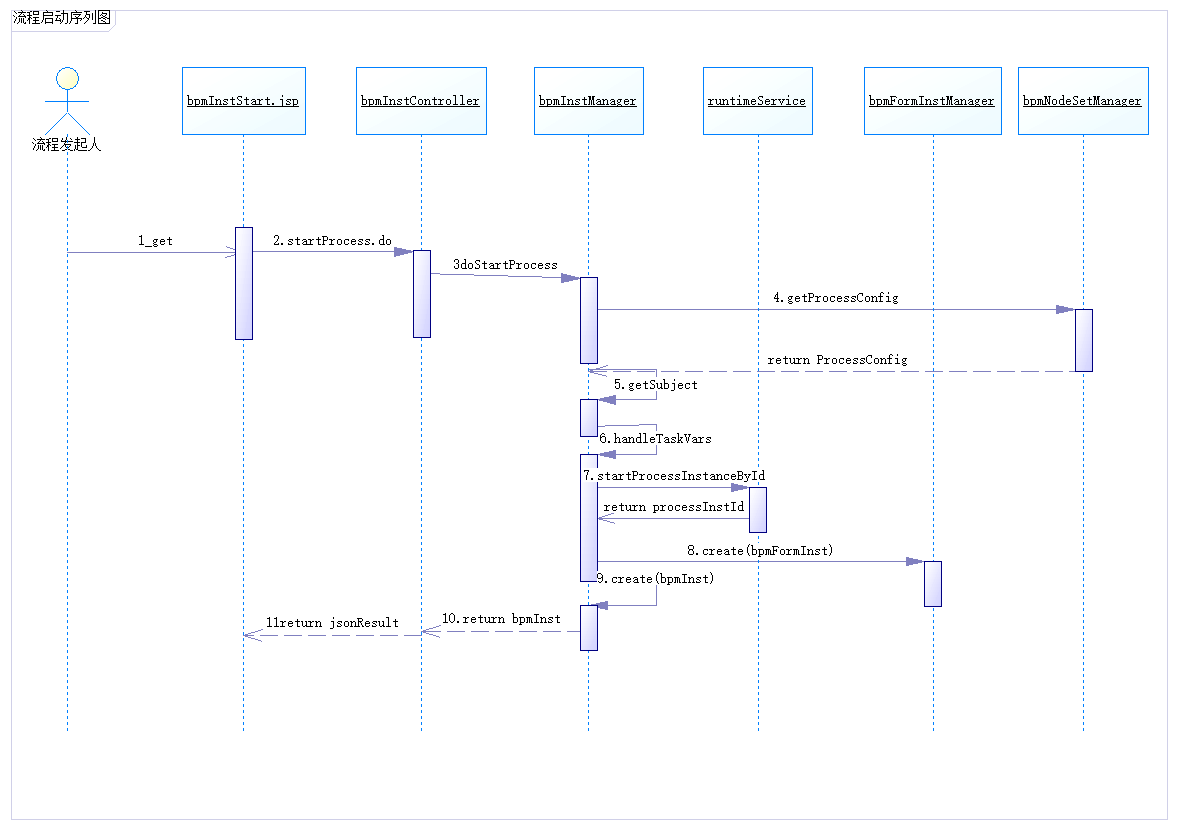 流程启动序列图
流程发起人
bpmInstStart.jsp
bpmInstController
bpmInstManager
runtimeService
bpmFormInstManager
bpmNodeSetManager
1_get
2.startProcess.do
3doStartProcess
4.getProcessConfig
return ProcessConfig
5.getSubject
6.handleTaskVars
7.startProcessInstanceById
return processInstId
8.create(bpmFormInst)
9.create(bpmInst)
10.return bpmInst
11return jsonResult